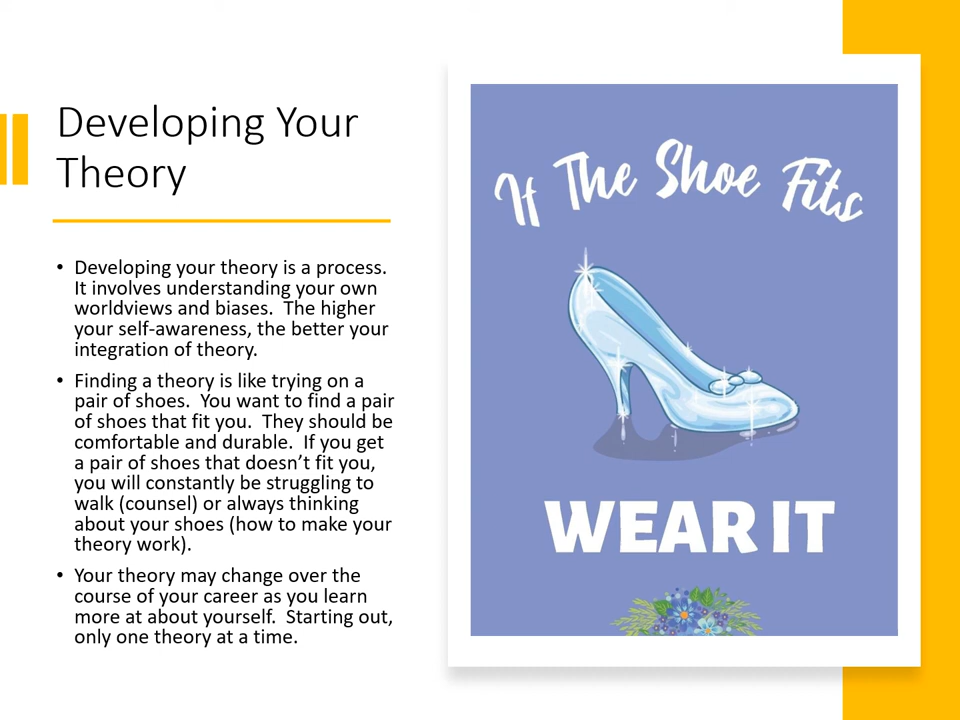 Developing Your
Theory
• Developing your theory is a process.
It involves understanding your own
worldviews and biases.  The higher
your self-awareness, the better your
integration of theory.
• Finding a theory is like trying on a
pair of shoes.  You want to find a pair
of shoes that fit you.  They should be
comfortable and durable.  If you get
a pair of shoes that doesn't fit you,
you will constantly be struggling to
walk (counsel) or always thinking
about your shoes (how to make your
theory work).
• Your theory may change over the
course of your career as you learn
more at about yourself.  Starting out,
only one theory at a time.
If The Shoe Fits
WEAR IT